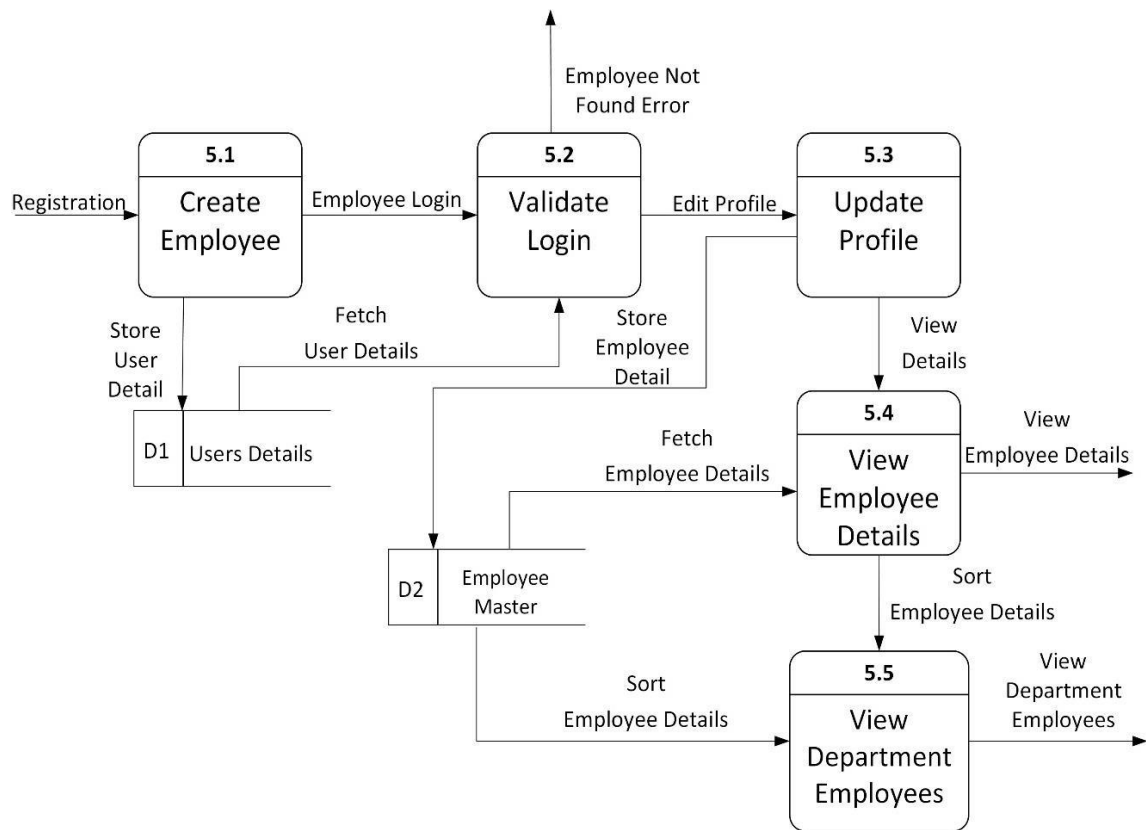 Employee Not
Found Error
5.1
5.2
5.3
Registration
Create
Employee
Employee Login
Validate
Login
Edit Profile
Update
Profile
Store
User
Detail
Fetch
User Details
Store
Employee
Detail
View
Details
D1
Users Details
5.4
View
Employee
Details
Fetch
Employee Details
View
Employee Details
D2
Employee
Master
Sort
Employee Details
5.5
View
Department
Employees
Sort
Employee Details
View
Department
Employees